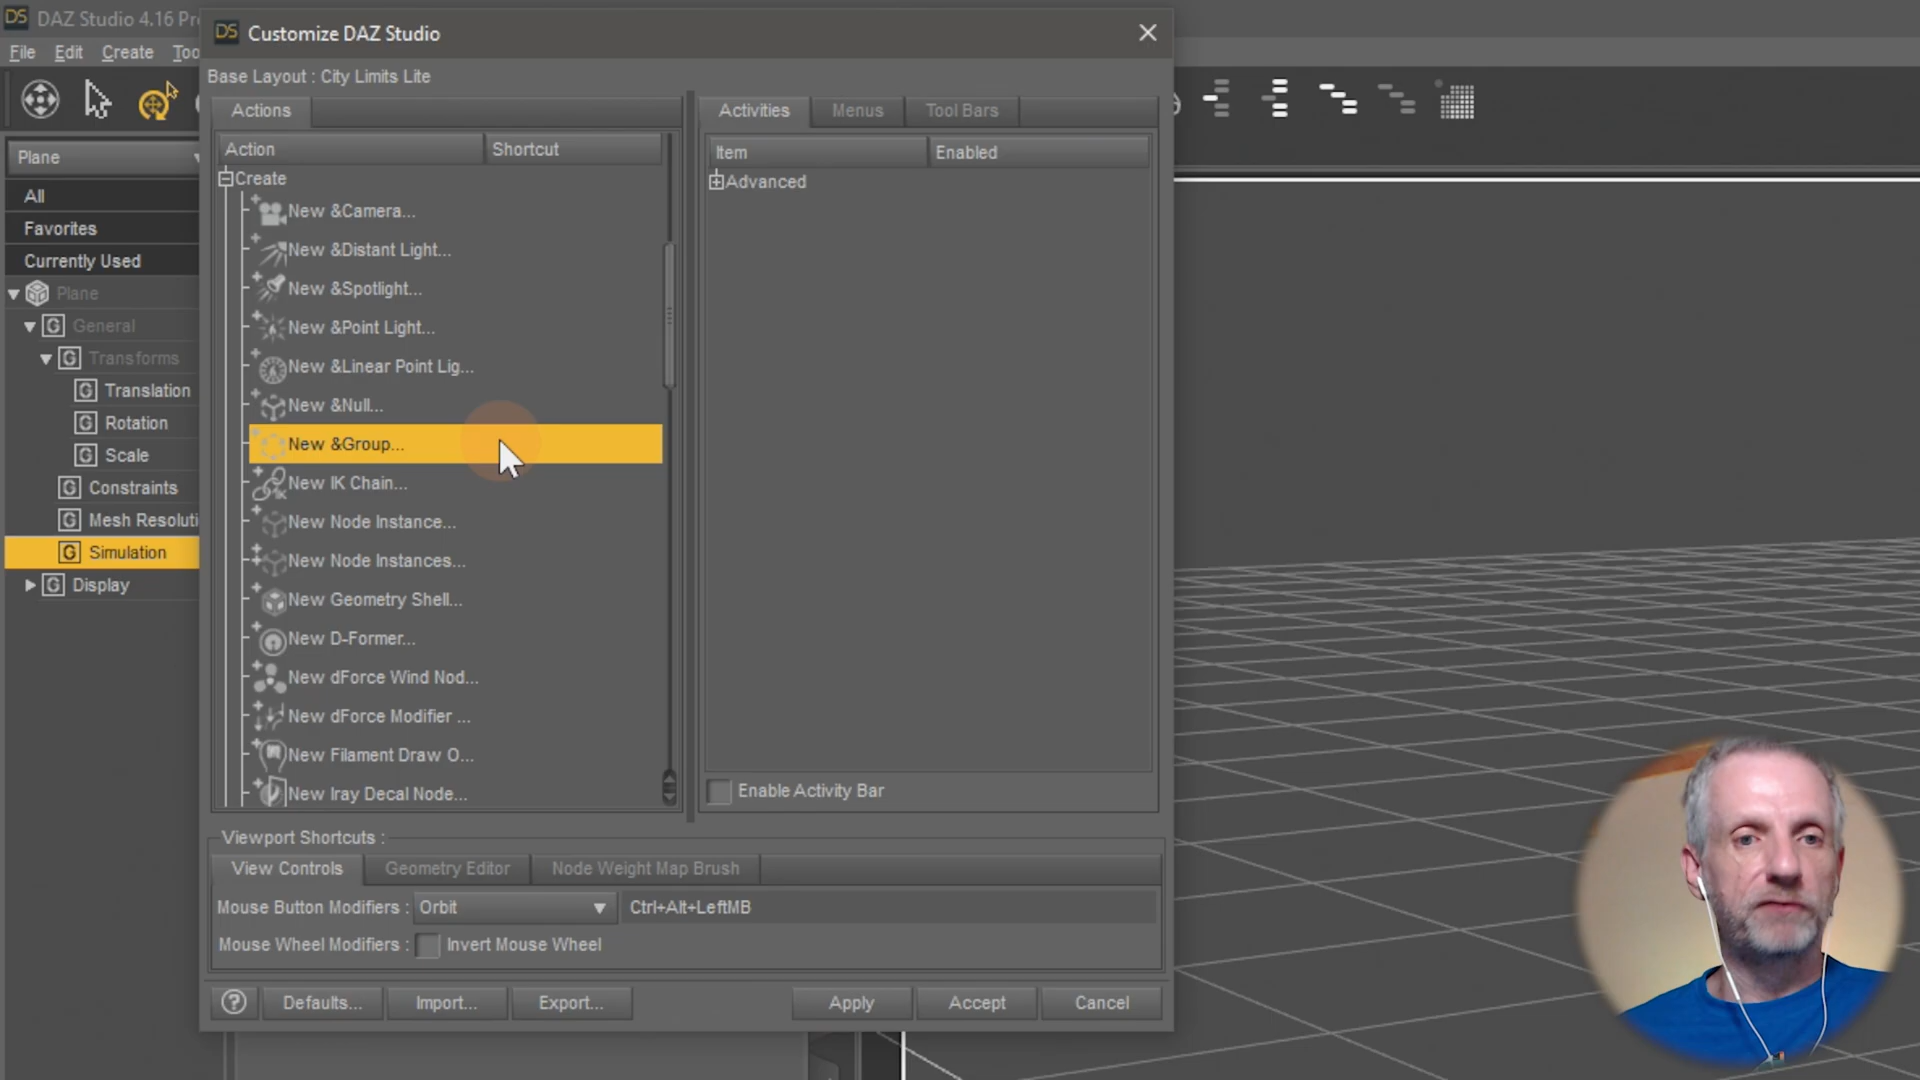 DS DAZ Studio 4.16 Pr
File Edit Create Too
Plane
All
Favorites
Currently Used
Plane
General
Transforms
Translation
Rotation
Scale
Constraints
Mesh Resoluti
Simulation
Display
DS Customize DAZ Studio
Base Layout : City Limits Lite
Actions
Action Shortcut
Create
New &Camera...
New &Distant Light...
New &Spotlight...
New &Point Light...
New &Linear Point Lig...
New &Null...
New &Group...
New IK Chain...
New Node Instance...
New Node Instances...
New Geometry Shell...
New D-Former...
New dForce Wind Nod...
New dForce Modifier ...
New Filament Draw O...
New Iray Decal Node...
Activities Menus Tool Bars
Item Enabled
Advanced
Enable Activity Bar
Viewport Shortcuts :
View Controls Geometry Editor Node Weight Map Brush
Mouse Button Modifiers : Orbit Ctrl+Alt+LeftMB
Mouse Wheel Modifiers : Invert Mouse Wheel
? Defaults... Import... Export... Apply Accept Cancel